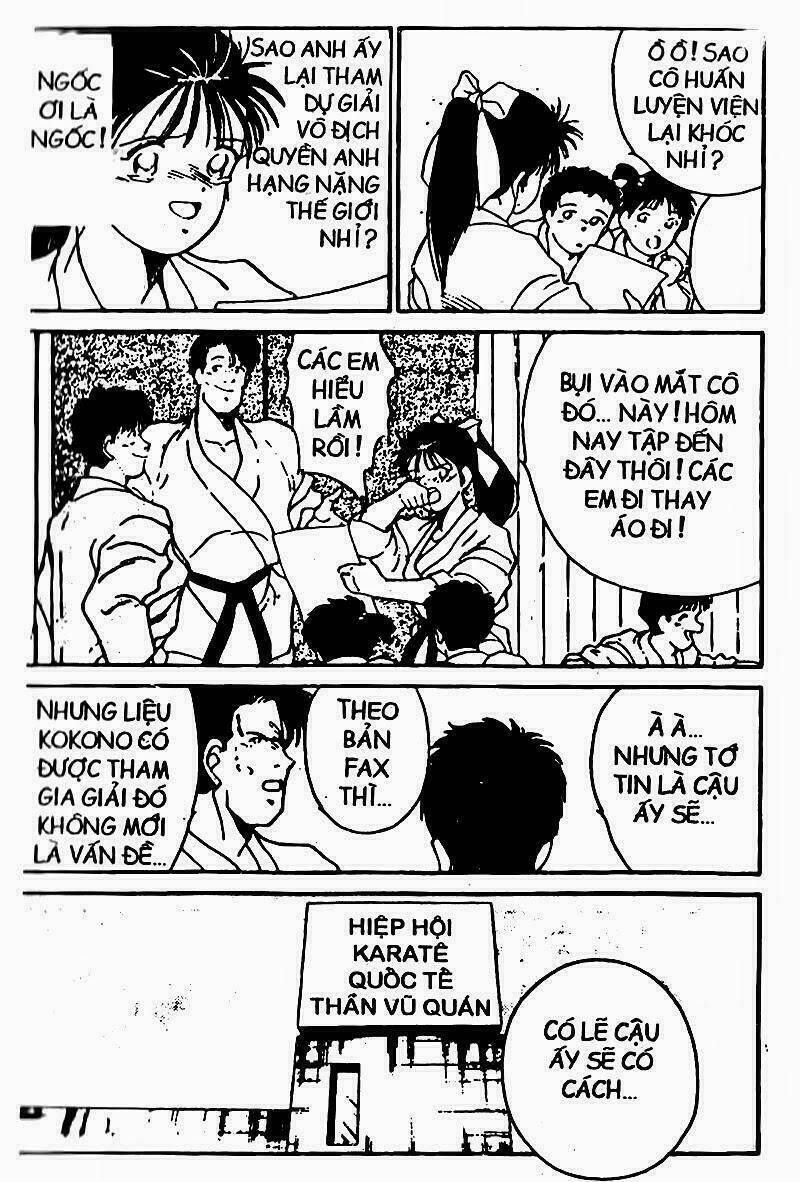 NGỐC
ƠI LÀ
NGỐC!
SAO ANH ẤY
LẠI THAM
DỰ GIẢI
VÔ ĐỊCH
QUYỀN ANH
HẠNG NẶNG
THẾ GIỚI
NHỈ?
Ồ Ồ! SAO
CÔ HUẤN
LUYỆN VIỆN
LẠI KHÓC
NHỈ?
CÁC EM
HIỂU
LẦM
RỒI!
BỤI VÀO MẮT CÔ
ĐÓ... NÀY! HÔM
NAY TẬP ĐẾN
ĐÂY THÔI! CÁC
EM ĐI THAY
ÁO ĐI!
NHƯNG LIỆU
KOKONO CÓ
ĐƯỢC THAM
GIA GIẢI ĐÓ
KHÔNG MỚI
LÀ VẤN ĐỀ...
THEO
BẢN
FAX
THÌ...
À À...
NHƯNG TỚ
TIN LÀ CẬU
ẤY SẼ...
HIỆP HỘI
KARATÊ
QUỐC TẾ
THẦN VŨ QUÁN
CÓ LẼ CẬU
ẤY SẼ CÓ
CÁCH...